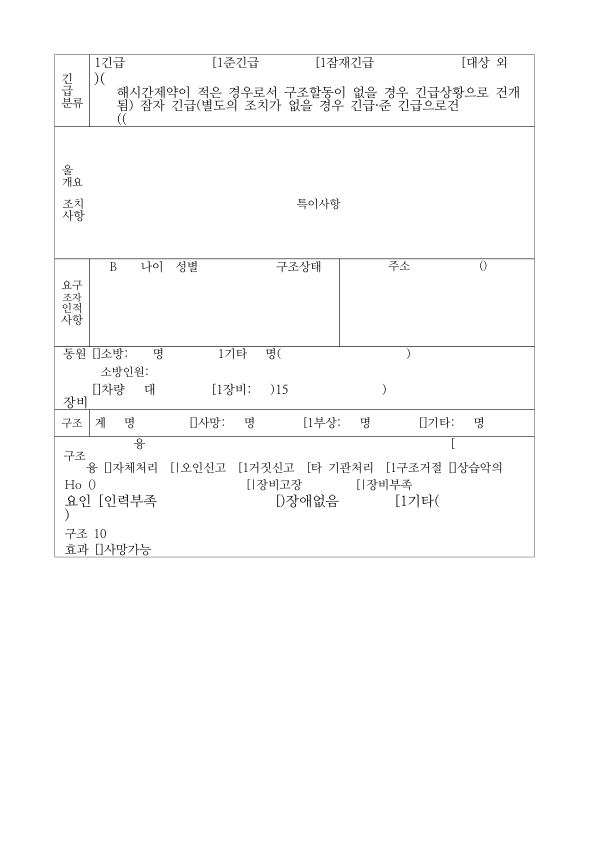 1긴급 [1준긴급 [1잠재긴급 [대상 외
긴
급
분류
)(
해시간제약이 적은 경우로서 구조할동이 없을 경우 긴급상황으로 건개
됨) 잠자 긴급(별도의 조치가 없을 경우 긴급·준 긴급으로건
((
울
개요
조치
사항
특이사항
B 나이 성별 구조상태 주소 ()
요구
조자
인적
사항
동원 []소방: 명 1기타 명( )
소방인원:
[]차량 대 [1장비: )15 )
장비
구조 계 명 []사망: 명 [1부상: 명 []기타: 명
융 [
구조
융 []자체처리 [|오인신고 [1거짓신고 [타 기관처리 [1구조거절 []상습악의
Ho () [|장비고장 [|장비부족
요인 [인력부족 [)장애없음 [1기타(
)
구조 10
효과 []사망가능